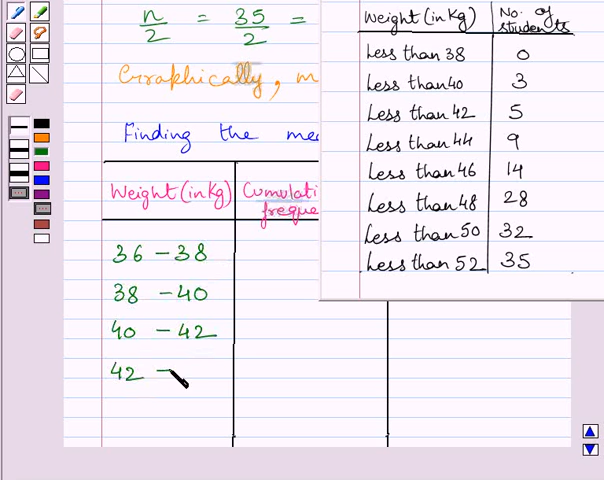 n/2 = 35/2 =
Graphically, m
Finding the me
Weight (in kg) Cumulati
freque
36 - 38
38 - 40
40 - 42
42 -
Weight (in kg) No. of students
Less than 38 0
Less than 40 3
Less than 42 5
Less than 44 9
Less than 46 14
Less than 48 28
Less than 50 32
Less than 52 35